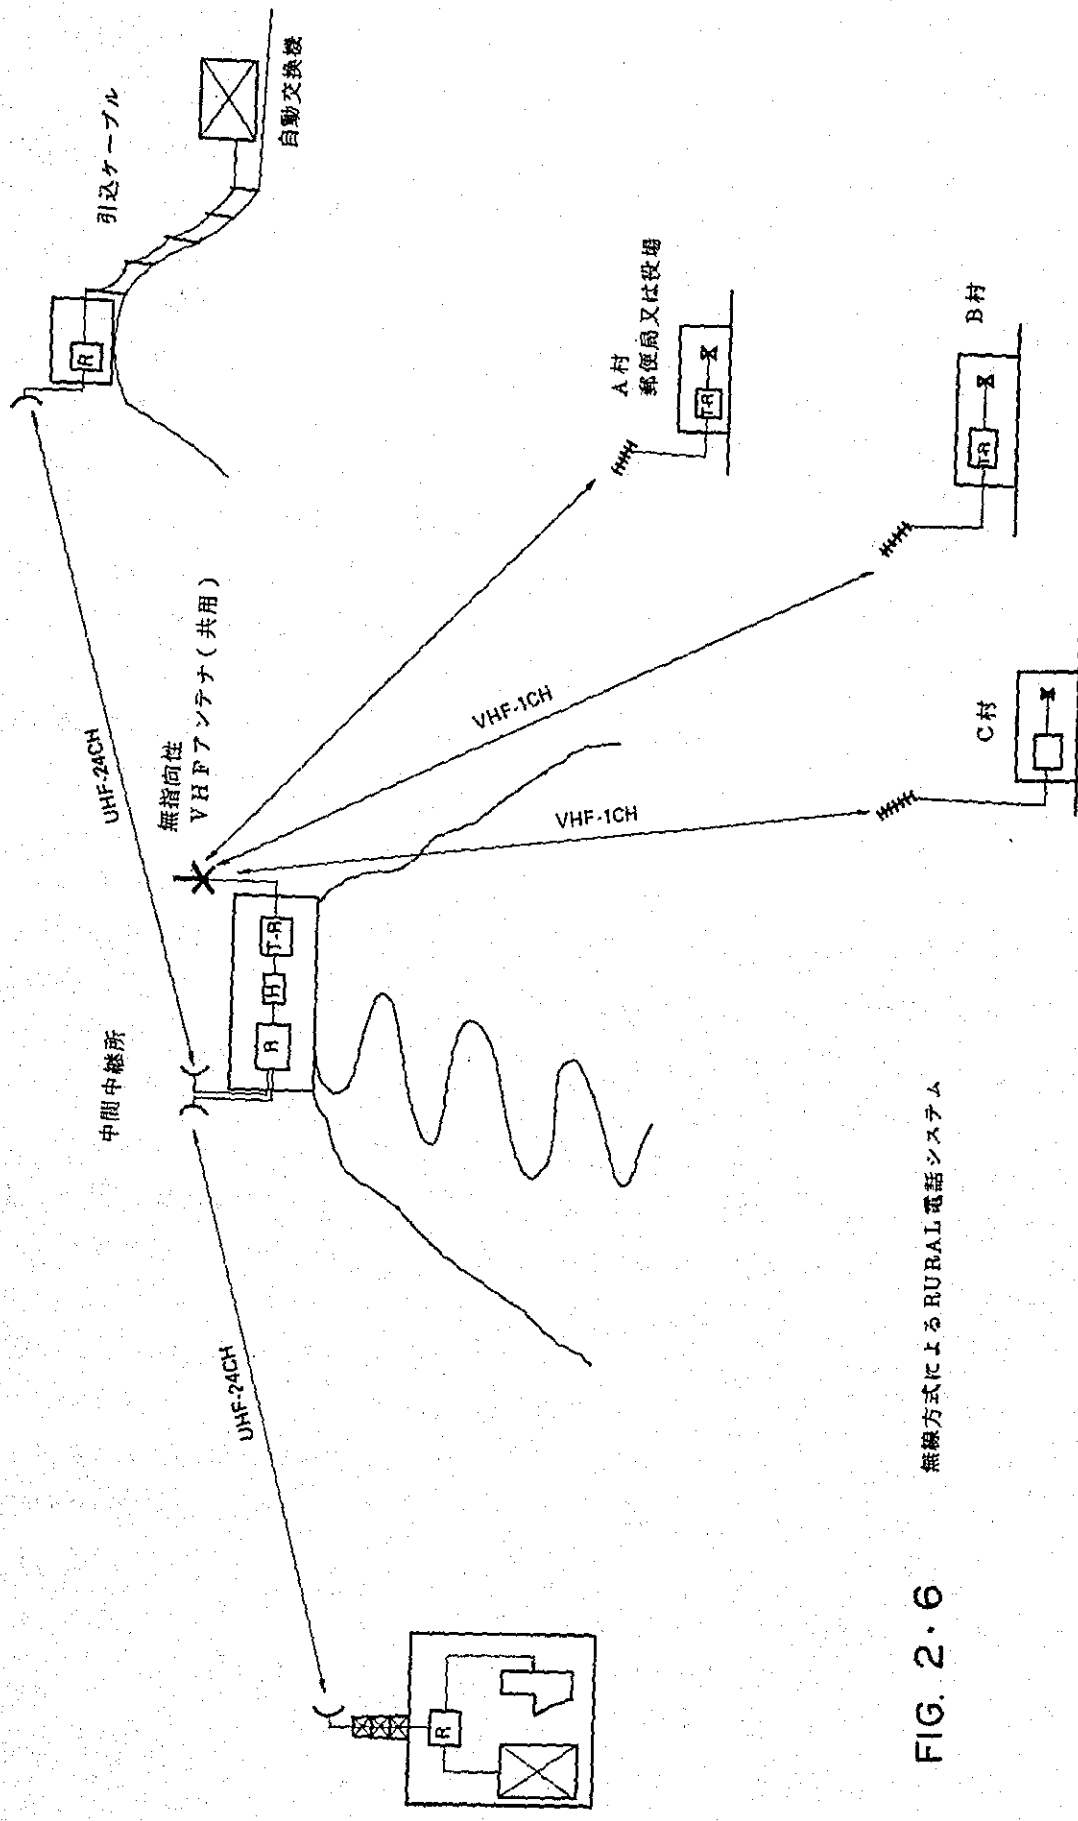 引込ケーブル
自動交換機
R
UHF-24CH
無指向性
VHFアンテナ(共用)
中間中継所
R
H
T-R
UHF-24CH
R
A村
郵便局又は役場
T-R
VHF-1CH
B村
T-R
VHF-1CH
C村
無線方式によるRURAL電話システム
FIG. 2・6